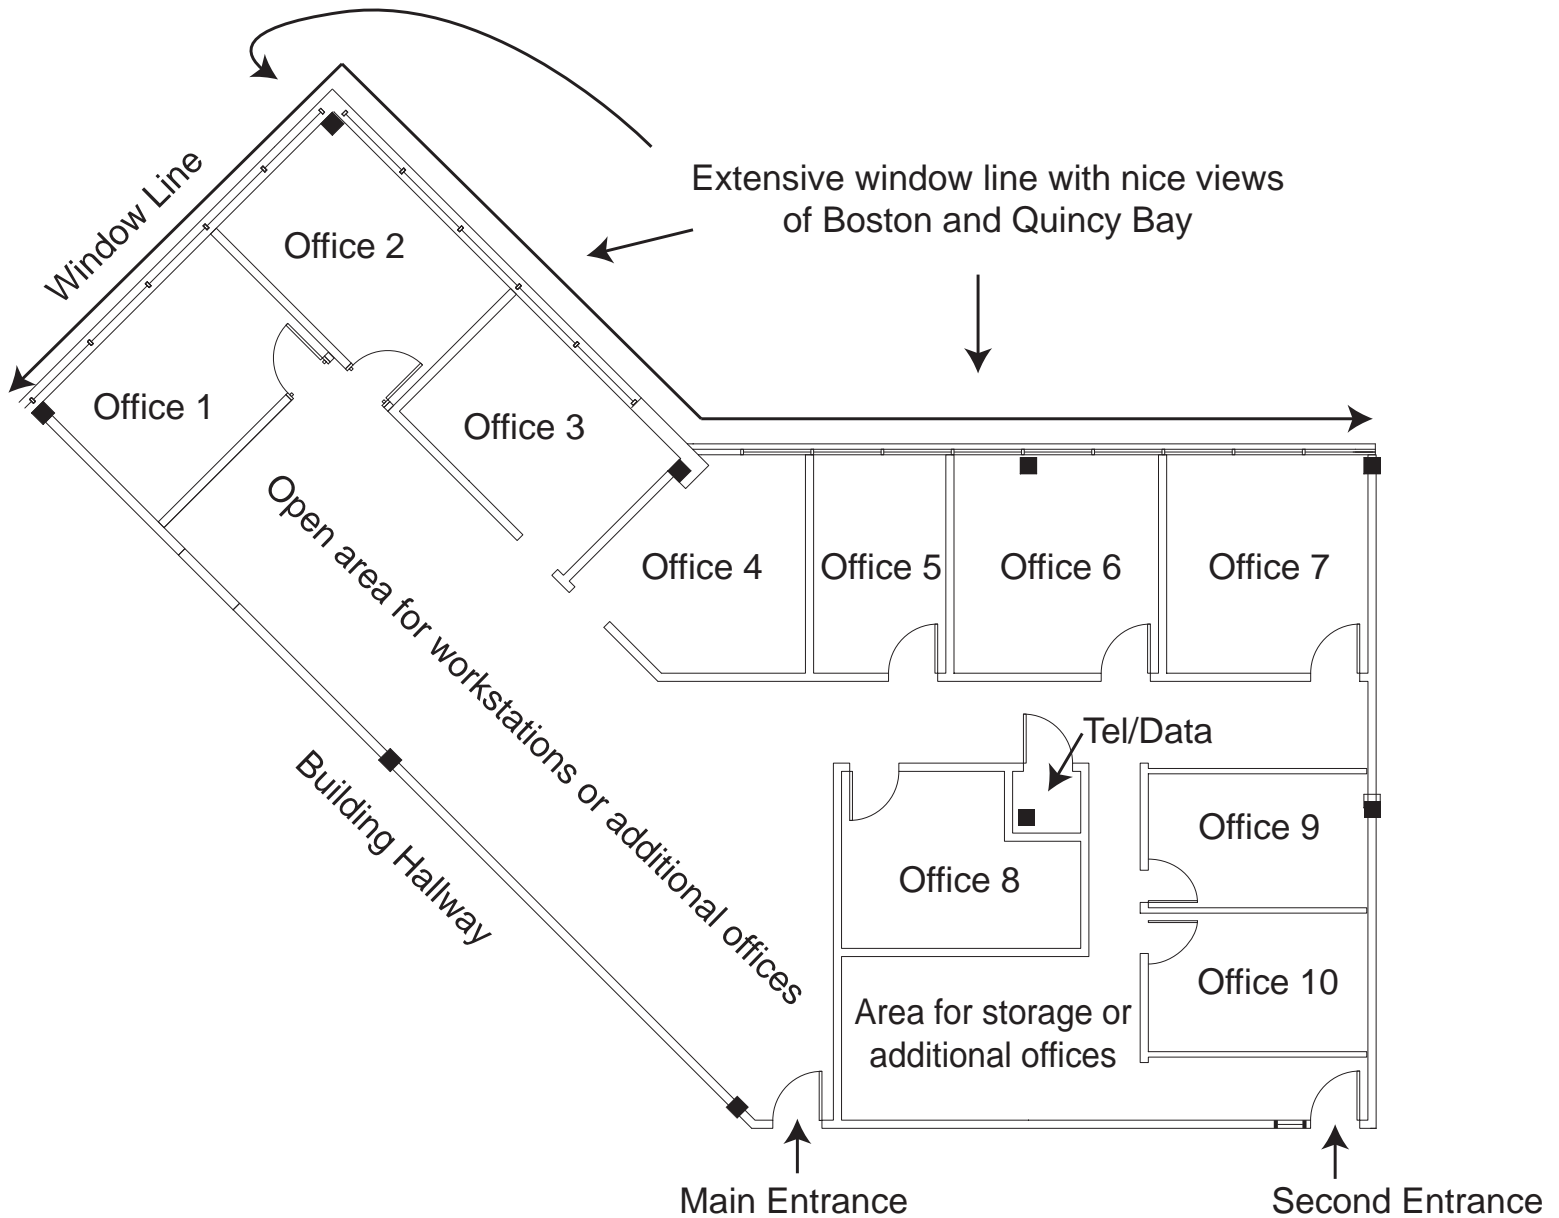 Extensive window line with nice views
of Boston and Quincy Bay
Window Line
Office 2
Office 1
Office 3
Office 4
Office 5
Office 6
Office 7
Open area for workstations or additional offices
Building Hallway
Tel/Data
Office 8
Office 9
Office 10
Area for storage or
additional offices
Main Entrance
Second Entrance